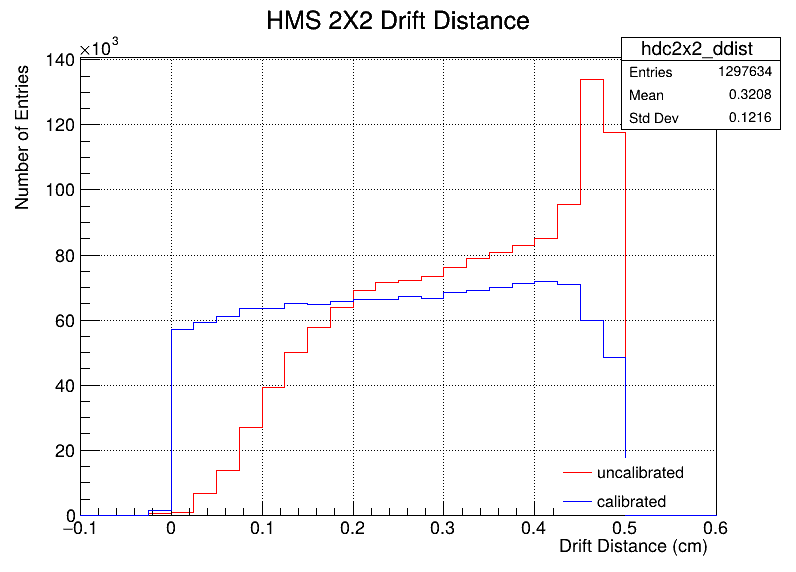 HMS 2X2 Drift Distance
×10³
hdc2x2_ddist
Entries 1297634
Mean 0.3208
Std Dev 0.1216
Number of Entries
140
120
100
80
60
40
20
0
−0.1 0 0.1 0.2 0.3 0.4 0.5 0.6
uncalibrated
calibrated
Drift Distance (cm)